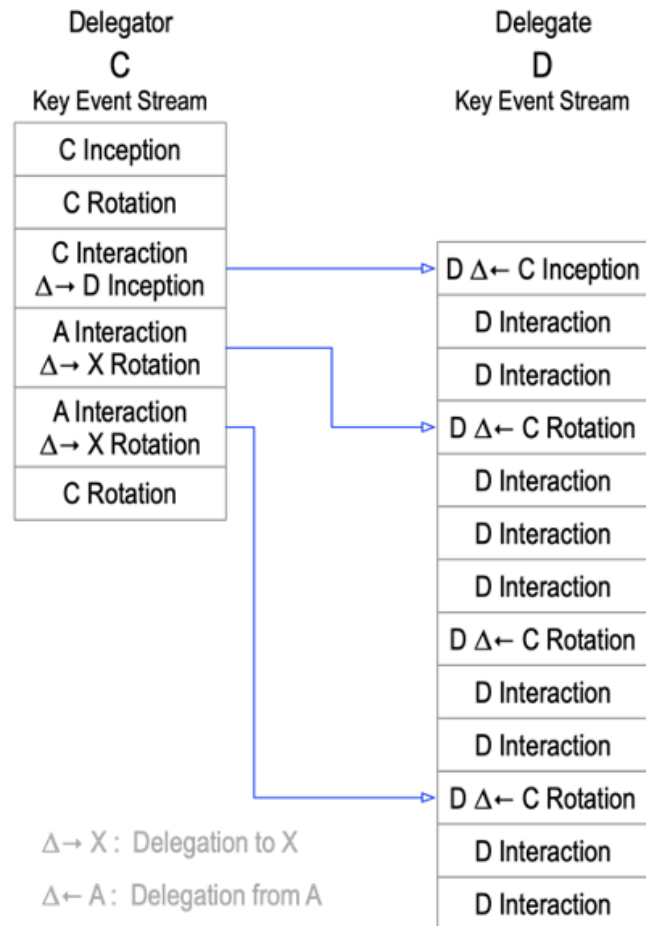 Delegator
C
Key Event Stream
C Inception
C Rotation
C Interaction
Δ→ D Inception
A Interaction
Δ→ X Rotation
A Interaction
Δ→ X Rotation
C Rotation
Delegate
D
Key Event Stream
D Δ← C Inception
D Interaction
D Interaction
D Δ← C Rotation
D Interaction
D Interaction
D Interaction
D Δ← C Rotation
D Interaction
D Interaction
D Δ← C Rotation
D Interaction
D Interaction
Δ→ X : Delegation to X
Δ← A : Delegation from A